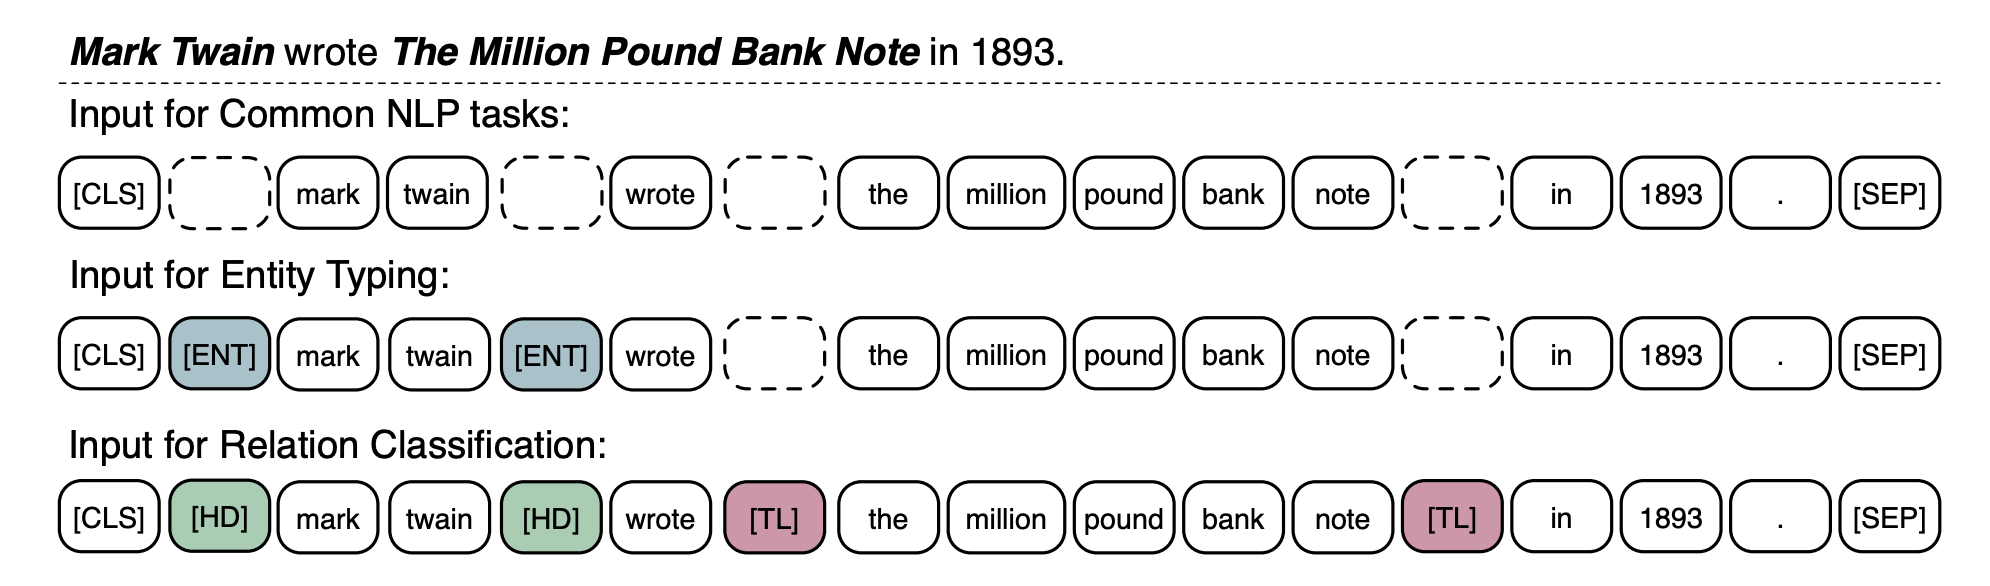 Mark Twain wrote The Million Pound Bank Note in 1893.
Input for Common NLP tasks:
[CLS] mark twain wrote the million pound bank note in 1893 . [SEP]
Input for Entity Typing:
[CLS] [ENT] mark twain [ENT] wrote the million pound bank note in 1893 . [SEP]
Input for Relation Classification:
[CLS] [HD] mark twain [HD] wrote [TL] the million pound bank note [TL] in 1893 . [SEP]